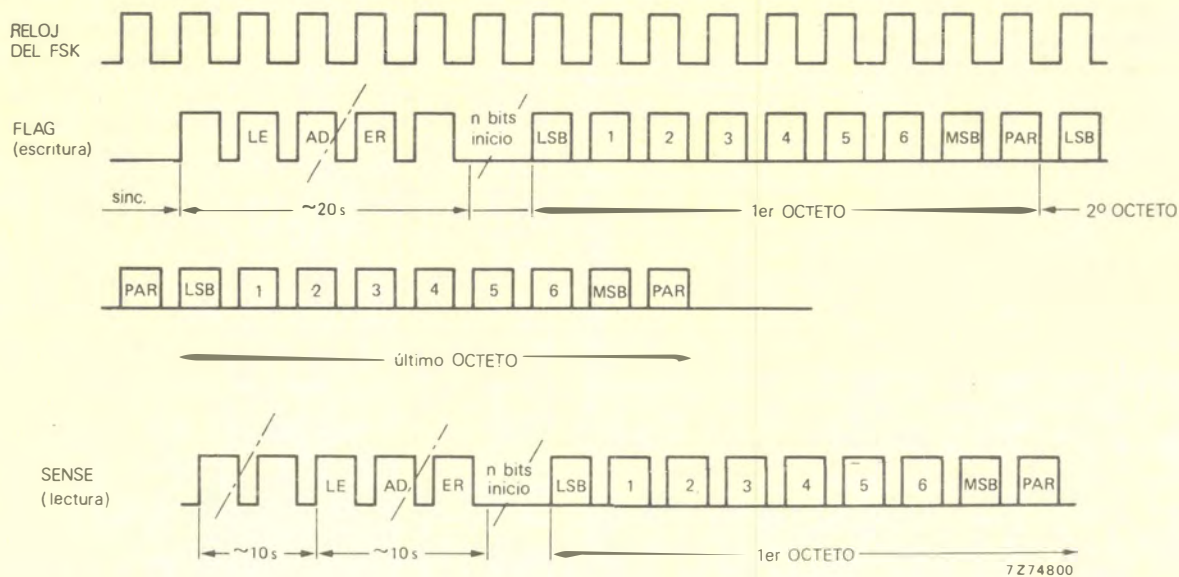 RELOJ
DEL FSK
FLAG
(escritura)
LE AD ER
n bits
inicio
LSB 1 2 3 4 5 6 MSB PAR LSB
sinc.
~20s
1er OCTETO
2º OCTETO
PAR LSB 1 2 3 4 5 6 MSB PAR
último OCTETO
SENSE
(lectura)
LE AD ER
n bits
inicio
LSB 1 2 3 4 5 6 MSB PAR
~10s
~10s
1er OCTETO
7Z74800